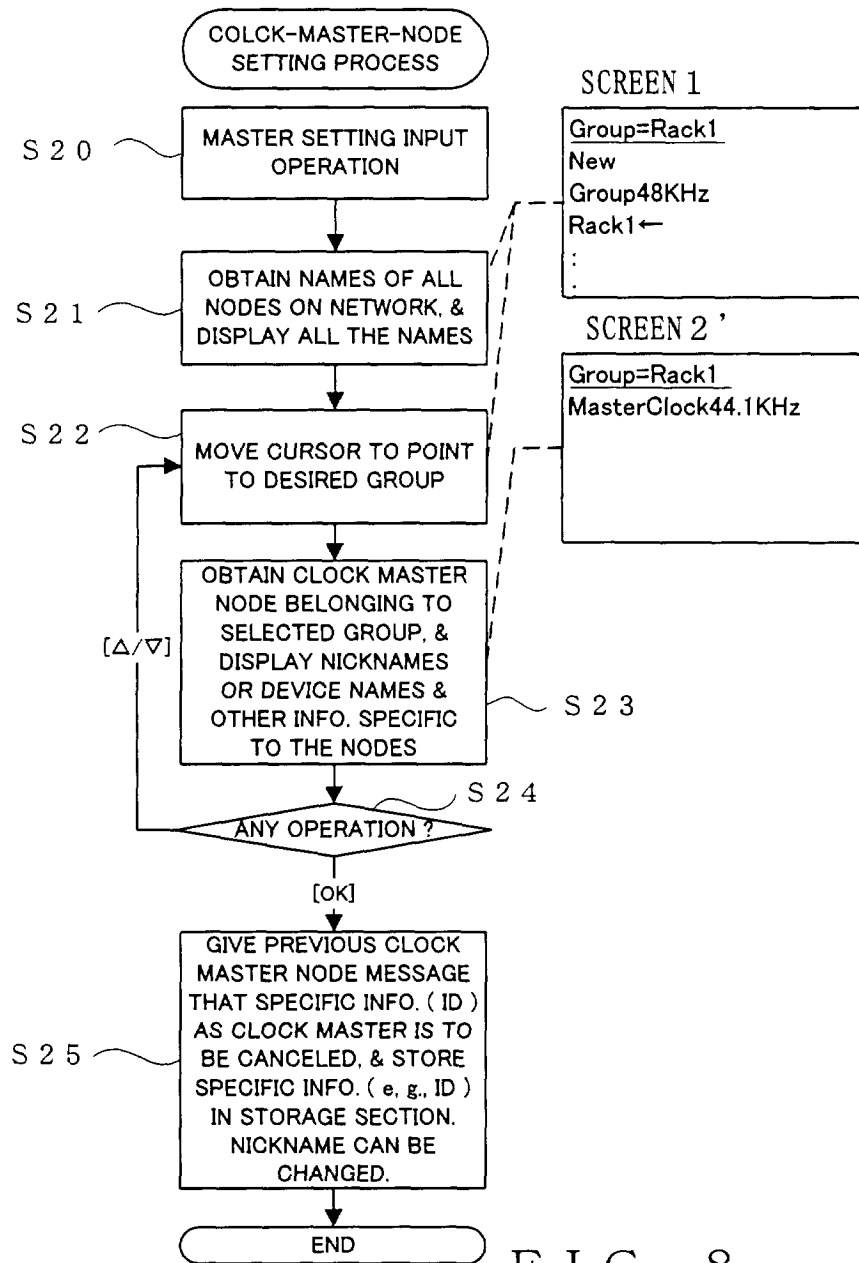 COLCK-MASTER-NODE
SETTING PROCESS
S20
MASTER SETTING INPUT
OPERATION
S21
OBTAIN NAMES OF ALL
NODES ON NETWORK, &
DISPLAY ALL THE NAMES
S22
MOVE CURSOR TO POINT
TO DESIRED GROUP
OBTAIN CLOCK MASTER
NODE BELONGING TO
SELECTED GROUP, &
DISPLAY NICKNAMES
OR DEVICE NAMES &
OTHER INFO. SPECIFIC
TO THE NODES
S23
[△/▽]
S24
ANY OPERATION ?
[OK]
S25
GIVE PREVIOUS CLOCK
MASTER NODE MESSAGE
THAT SPECIFIC INFO. ( ID )
AS CLOCK MASTER IS TO
BE CANCELED, & STORE
SPECIFIC INFO. ( e, g., ID )
IN STORAGE SECTION.
NICKNAME CAN BE
CHANGED.
END
SCREEN 1
Group=Rack1
New
Group48KHz
Rack1←
:
:
SCREEN 2 '
Group=Rack1
MasterClock44.1KHz
FIG. 8